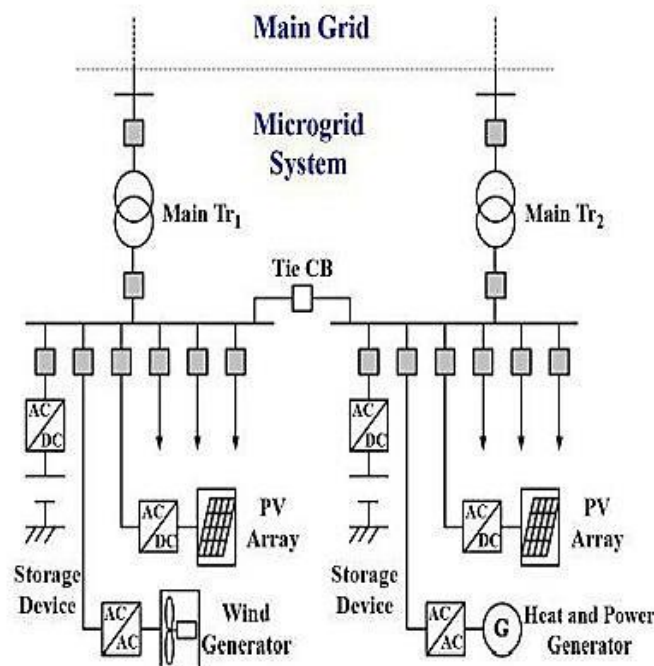 Main Grid
Microgrid
System
Main Tr1
Main Tr2
Tie CB
AC
DC
AC
DC
AC
DC
PV
Array
AC
DC
PV
Array
Storage
Device
Storage
Device
AC
AC
Wind
Generator
AC
AC
G
Heat and Power
Generator